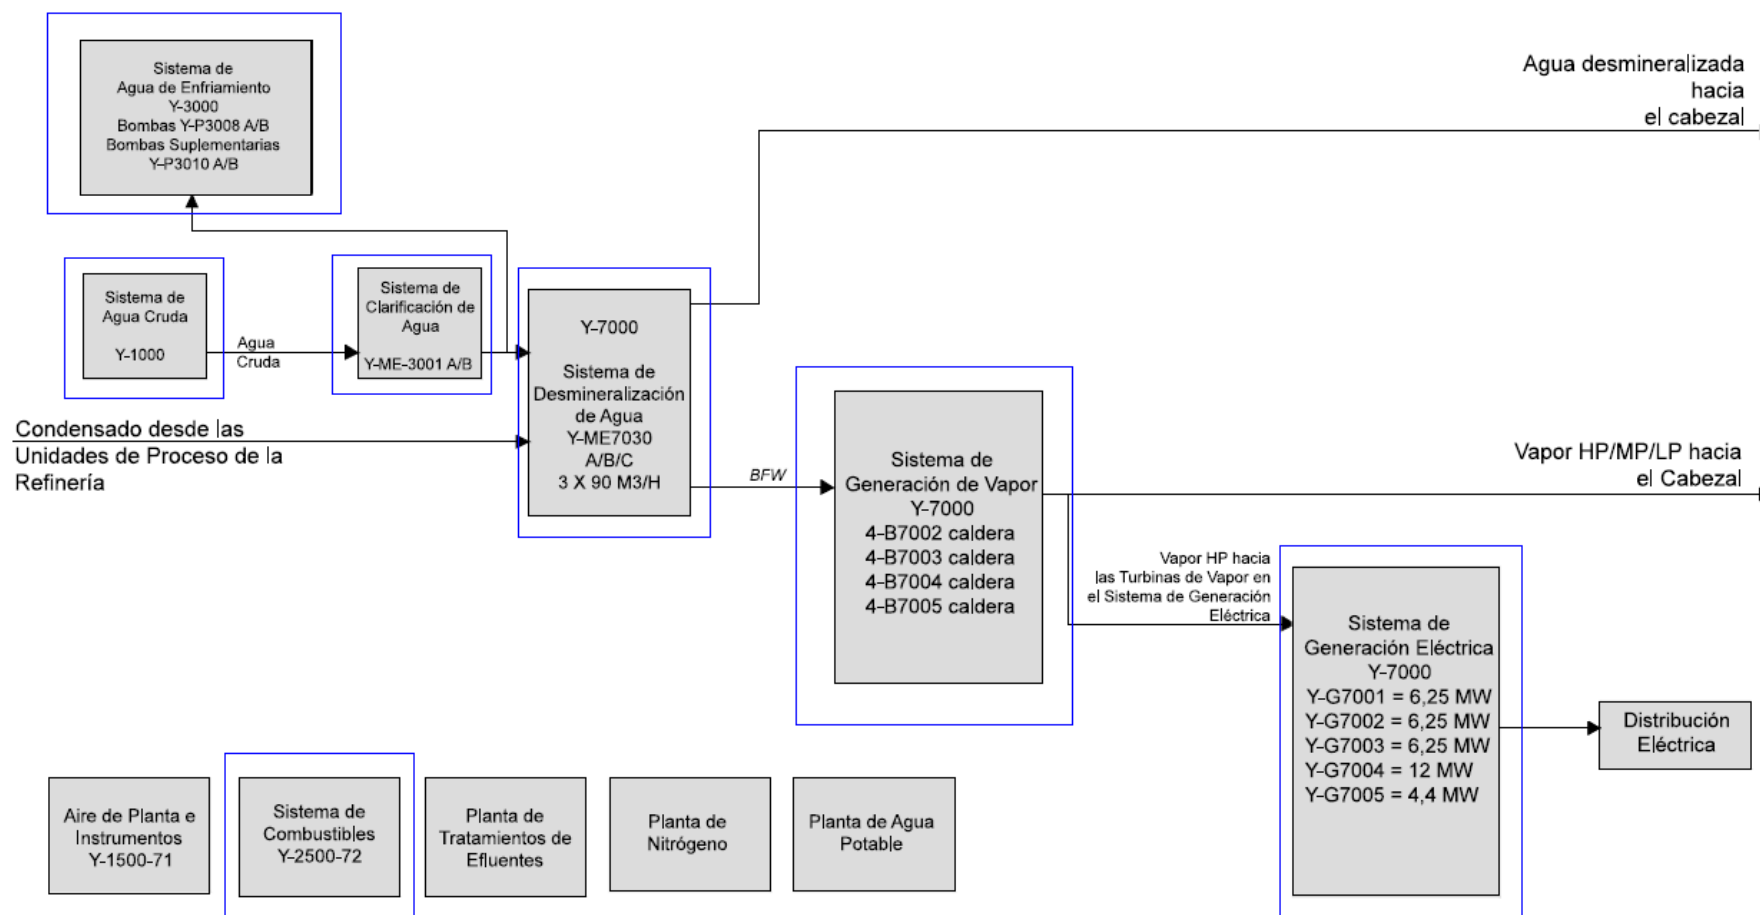 Sistema de
Agua de Enfriamiento
Y-3000
Bombas Y-P3008 A/B
Bombas Suplementarias
Y-P3010 A/B
Agua desmineralizada
hacia
el cabezal
Sistema de
Agua Cruda
Y-1000
Agua
Cruda
Sistema de
Clarificación de
Agua
Y-ME-3001 A/B
Y-7000
Sistema de
Desmineralización
de Agua
Y-ME7030
A/B/C
3 X 90 M3/H
Condensado desde las
Unidades de Proceso de la
Refinería
BFW
Sistema de
Generación de Vapor
Y-7000
4-B7002 caldera
4-B7003 caldera
4-B7004 caldera
4-B7005 caldera
Vapor HP/MP/LP hacia
el Cabezal
Vapor HP hacia
las Turbinas de Vapor en
el Sistema de Generación
Eléctrica
Sistema de
Generación Eléctrica
Y-7000
Y-G7001 = 6,25 MW
Y-G7002 = 6,25 MW
Y-G7003 = 6,25 MW
Y-G7004 = 12 MW
Y-G7005 = 4,4 MW
Distribución
Eléctrica
Aire de Planta e
Instrumentos
Y-1500-71
Sistema de
Combustibles
Y-2500-72
Planta de
Tratamientos de
Efluentes
Planta de
Nitrógeno
Planta de Agua
Potable